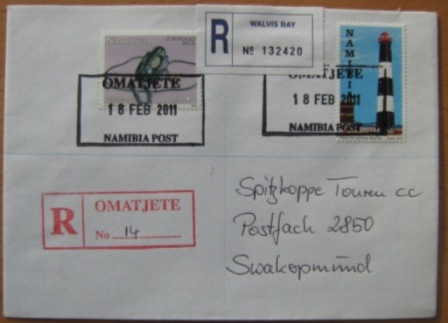 WALVIS BAY
R No 132420
OMATJETE
18 FEB 2011
NAMIBIA POST
OMATJETE
18 FEB 2011
NAMIBIA POST
NAMIBIA
R OMATJETE
No 14
Spitzkoppe Touren cc
Postfach 2850
Swakopmund